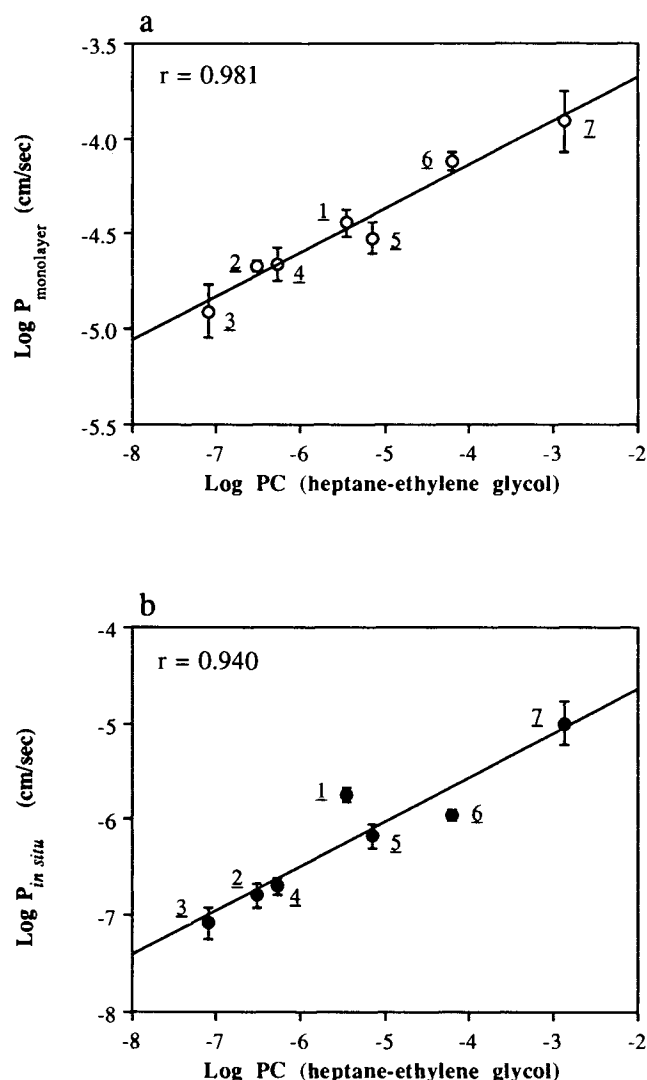 a
r = 0.981
-3.5
-4.0
-4.5
-5.0
-5.5
Log P monolayer (cm/sec)
1
2
3
4
5
6
7
-8 -7 -6 -5 -4 -3 -2
Log PC (heptane-ethylene glycol)
b
r = 0.940
-4
-5
-6
-7
-8
Log P in situ (cm/sec)
1
2
3
4
5
6
7
-8 -7 -6 -5 -4 -3 -2
Log PC (heptane-ethylene glycol)